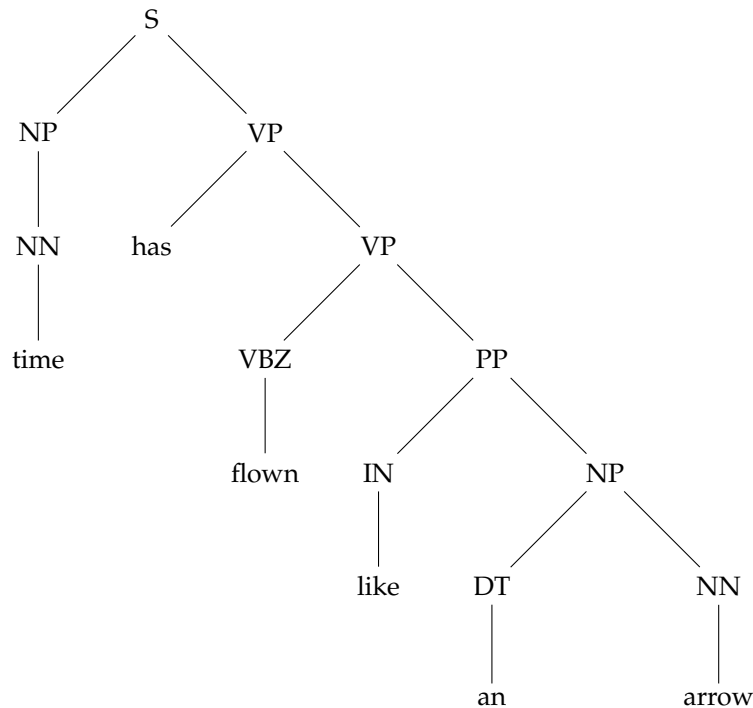 S
NP VP
NN has VP
time VBZ PP
flown IN NP
like DT NN
an arrow